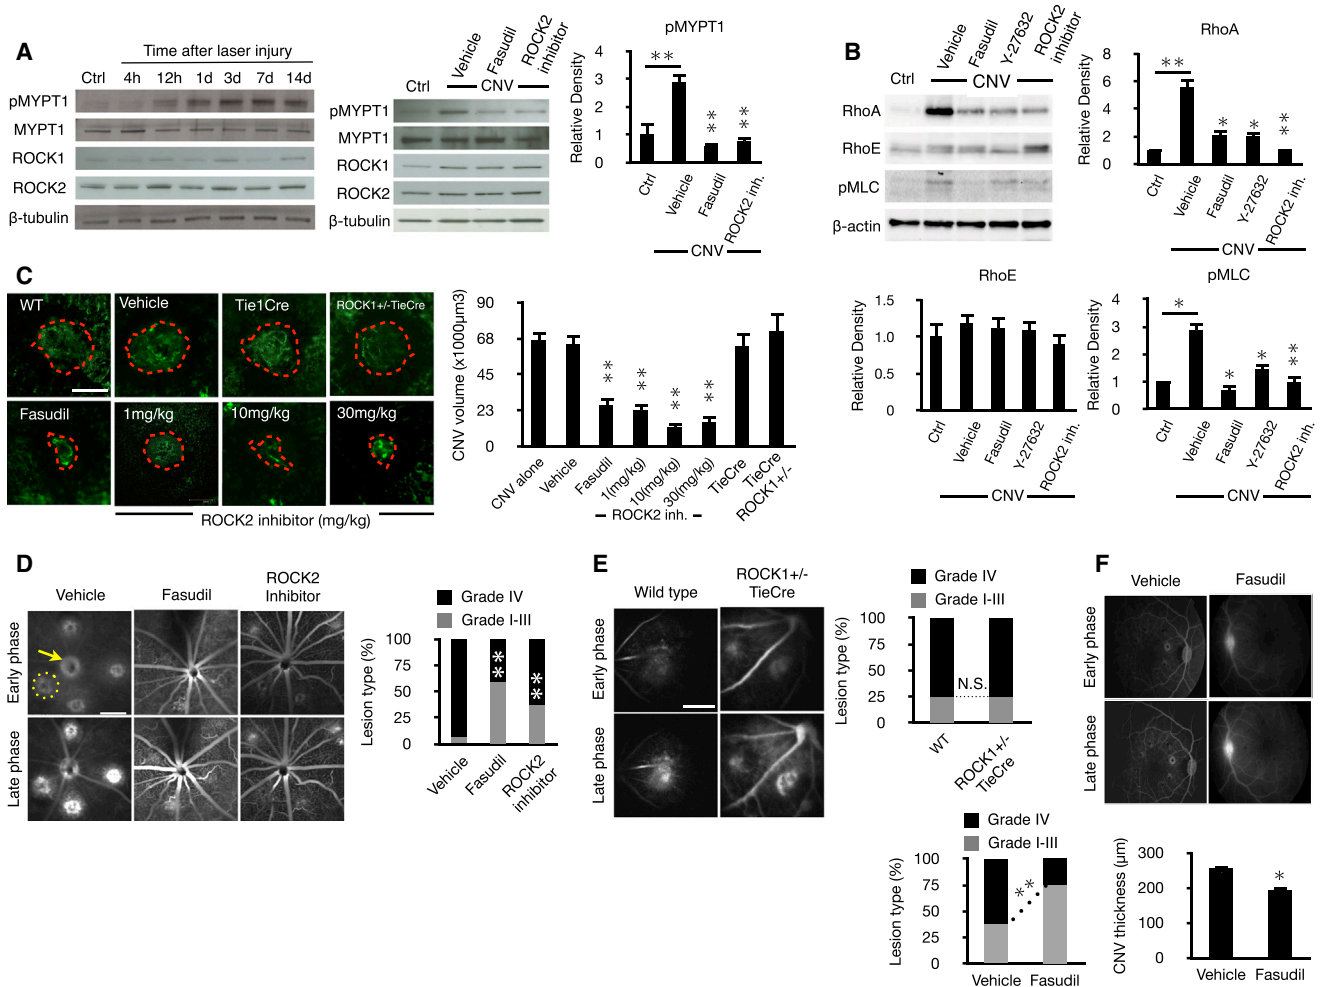 A
Time after laser injury
Ctrl 4h 12h 1d 3d 7d 14d
pMYPT1
MYPT1
ROCK1
ROCK2
β-tubulin
Ctrl Vehicle Fasudil ROCK2 inhibitor
CNV
pMYPT1
MYPT1
ROCK1
ROCK2
β-tubulin
pMYPT1
Relative Density
4
3
2
1
0
**
**
**
Ctrl Vehicle Fasudil ROCK2 inh.
CNV
B
Ctrl Vehicle Fasudil Y-27632 ROCK2 inhibitor
CNV
RhoA
RhoE
pMLC
β-actin
RhoA
Relative Density
8
6
4
2
0
**
*
*
**
Ctrl Vehicle Fasudil Y-27632 ROCK2 inh.
CNV
RhoE
Relative Density
1.5
1.0
0.5
0
Ctrl Vehicle Fasudil Y-27632 ROCK2 inh.
CNV
pMLC
Relative Density
4
3
2
1
0
*
*
*
**
Ctrl Vehicle Fasudil Y-27632 ROCK2 inh.
CNV
C
WT Vehicle Tie1Cre ROCK1+/-TieCre
Fasudil 1mg/kg 10mg/kg 30mg/kg
ROCK2 inhibitor (mg/kg)
CNV volume (x1000µm3)
90
68
45
23
0
**
**
**
**
CNV alone Vehicle Fasudil 1(mg/kg) 10(mg/kg) 30(mg/kg) TieCre TieCre ROCK1+/-
ROCK2 inh.
D
Vehicle Fasudil ROCK2 Inhibitor
Early phase
Late phase
Grade IV
Grade I-III
Lesion type (%)
100
75
50
25
0
**
**
Vehicle Fasudil ROCK2 inhibitor
E
Wild type ROCK1+/- TieCre
Early phase
Late phase
Grade IV
Grade I-III
Lesion type (%)
100
75
50
25
0
N.S.
WT ROCK1+/- TieCre
Grade IV
Grade I-III
Lesion type (%)
100
75
50
25
0
**
Vehicle Fasudil
F
Vehicle Fasudil
Early phase
Late phase
CNV thickness (µm)
300
200
100
0
*
Vehicle Fasudil